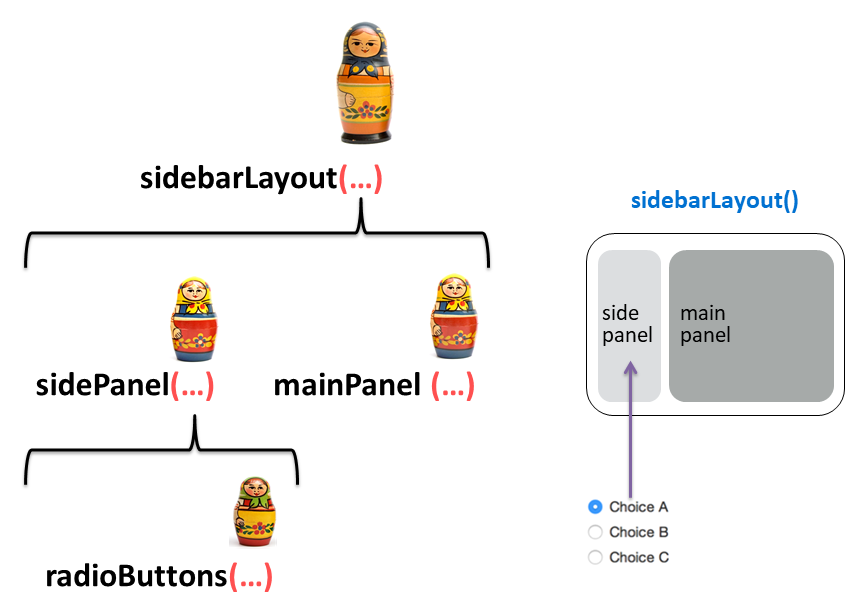 sidebarLayout(...)
sidePanel(...)
mainPanel (...)
radioButtons(...)
sidebarLayout()
side
panel
main
panel
Choice A
Choice B
Choice C